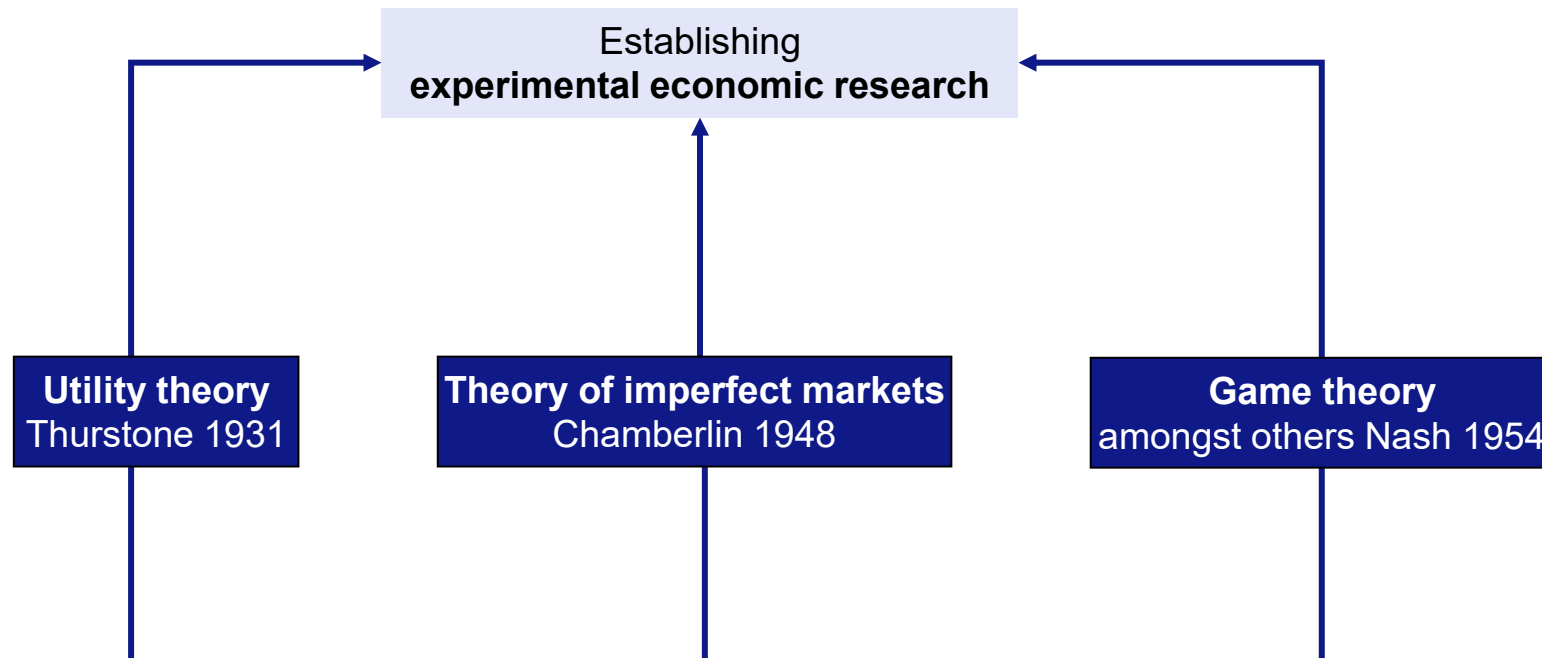 Establishing
experimental economic research
Utility theory
Thurstone 1931
Theory of imperfect markets
Chamberlin 1948
Game theory
amongst others Nash 1954